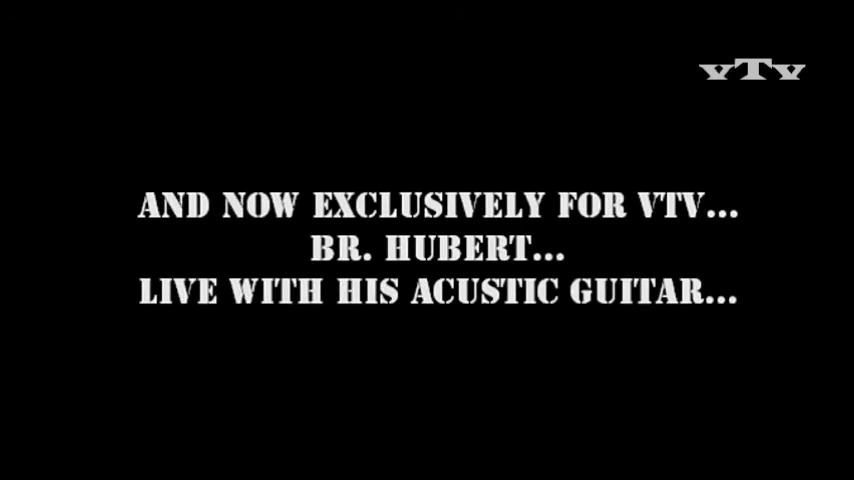 VTV
AND NOW EXCLUSIVELY FOR VTV...
BR. HUBERT...
LIVE WITH HIS ACUSTIC GUITAR...